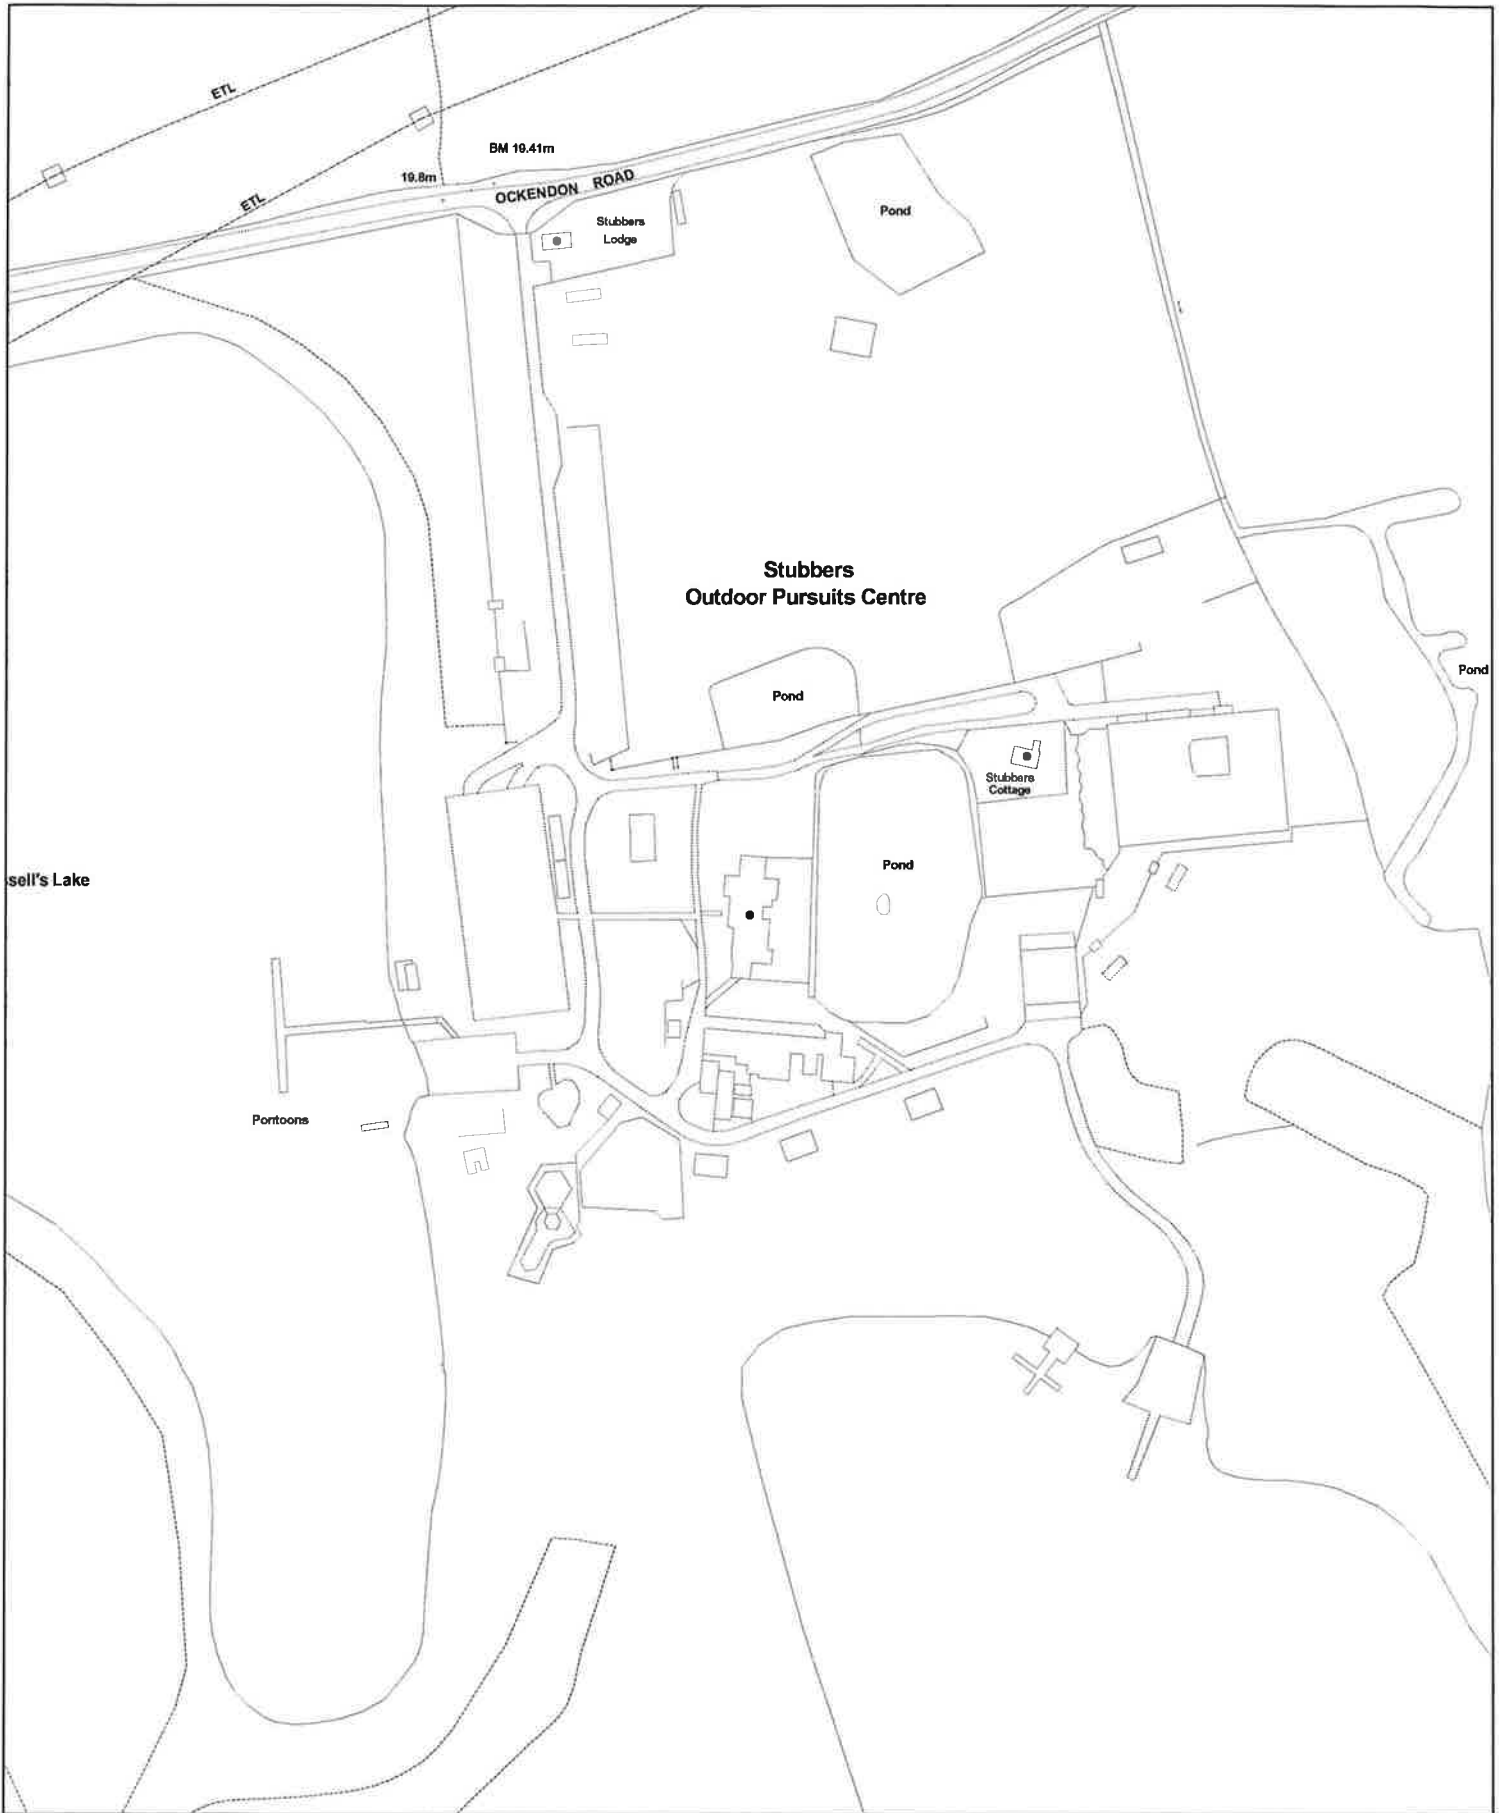 ETL
BM 19.41m
19.8m
OCKENDON ROAD
ETL
Stubbers
Lodge
Pond
Stubbers
Outdoor Pursuits Centre
Pond
Pond
Stubbers
Cottage
Pond
sell's Lake
Pontoons